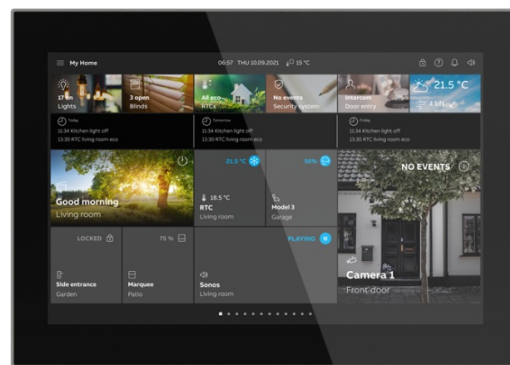 My Home
06:57 THU 10.09.2021 15 °C
17 on
Lights
3 open
Blinds
All eco
RTCs
No events
Security system
Intercom
Door entry
21.5 °C
Today
11:34 Kitchen light off
13:30 RTC living room eco
Tomorrow
11:34 Kitchen light off
13:30 RTC living room eco
Friday
11:34 Kitchen light off
13:30 RTC living room eco
Good morning
Living room
21.5 °C
18.5 °C
RTC
Living room
Model 3
Garage
NO EVENTS
Camera 1
Front door
LOCKED
Side entrance
Garden
75 %
Marquee
Patio
PLAYING
Sonos
Living room